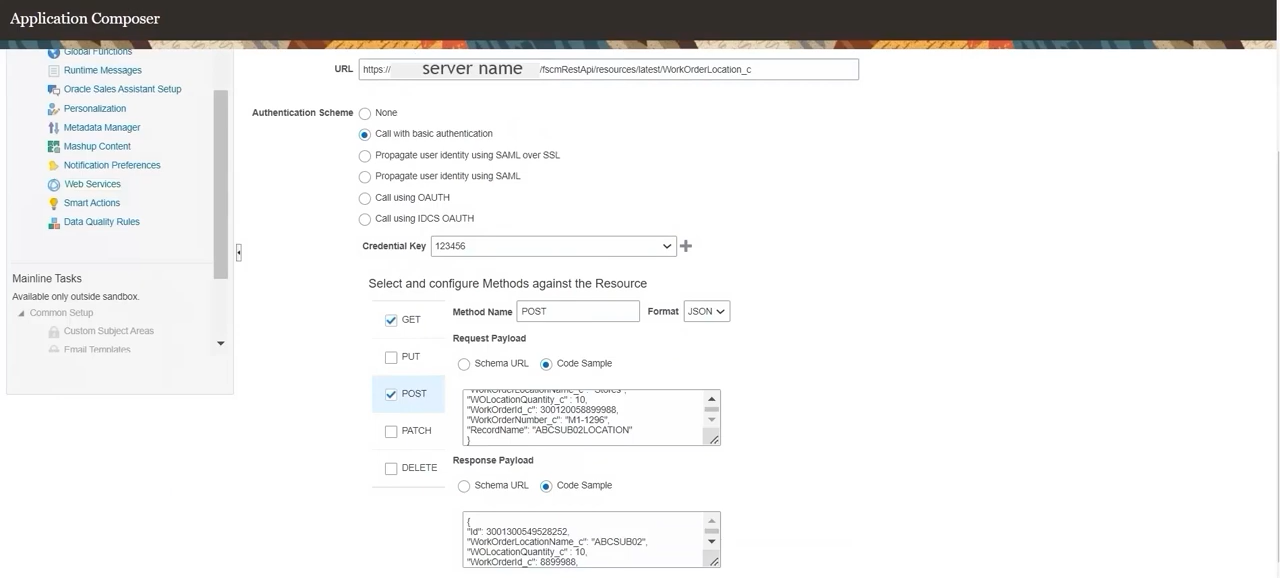 Application Composer
Global Functions
Runtime Messages
Oracle Sales Assistant Setup
Personalization
Metadata Manager
Mashup Content
Notification Preferences
Web Services
Smart Actions
Data Quality Rules
Mainline Tasks
Available only outside sandbox.
Common Setup
Custom Subject Areas
Email Templates
URL https:// server name /fscmRestApi/resources/latest/WorkOrderLocation_c
Authentication Scheme None
Call with basic authentication
Propagate user identity using SAML over SSL
Propagate user identity using SAML
Call using OAUTH
Call using IDCS OAUTH
Credential Key 123456
Select and configure Methods against the Resource
GET
PUT
POST
PATCH
DELETE
Method Name POST Format JSON
Request Payload
Schema URL Code Sample
"WorkOrderLocationName_c" "Stores",
"WOLocationQuantity_c" : 10,
"WorkOrderId_c": 300120058899988,
"WorkOrderNumber_c": "M1-1296",
"RecordName": "ABCSUB02LOCATION"
}
Response Payload
Schema URL Code Sample
{
"Id": 3001300549528252,
"WorkOrderLocationName_c": "ABCSUB02",
"WOLocationQuantity_c" : 10,
"WorkOrderId_c": 8899988,